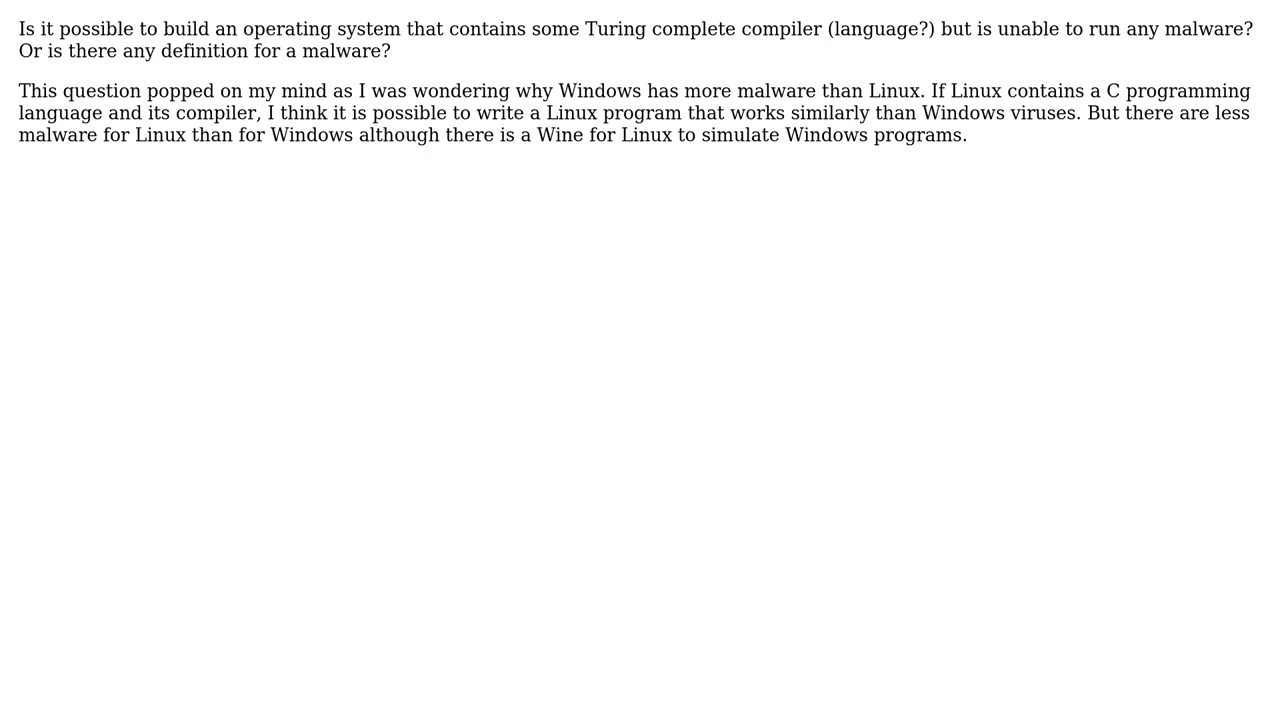 Is it possible to build an operating system that contains some Turing complete compiler (language?) but is unable to run any malware?
Or is there any definition for a malware?
This question popped on my mind as I was wondering why Windows has more malware than Linux. If Linux contains a C programming
language and its compiler, I think it is possible to write a Linux program that works similarly than Windows viruses. But there are less
malware for Linux than for Windows although there is a Wine for Linux to simulate Windows programs.